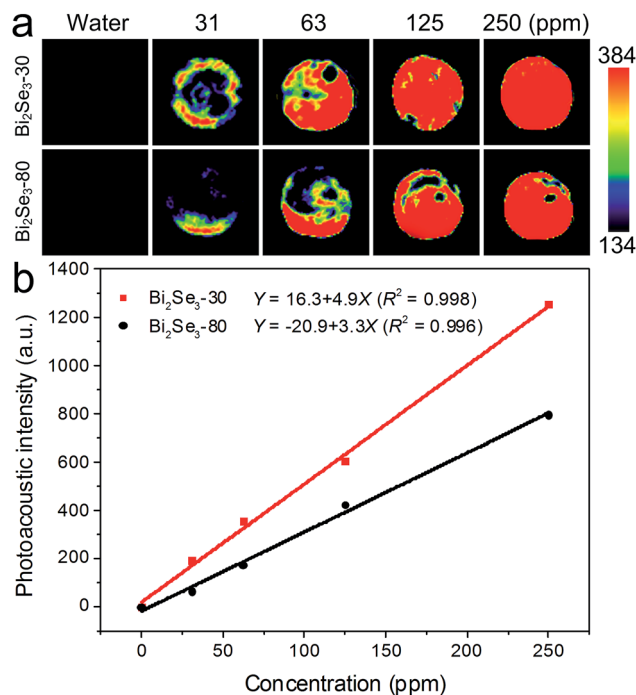 a
Water 31 63 125 250 (ppm)
Bi₂Se₃-30
Bi₂Se₃-80
384
134
b
Bi₂Se₃-30 Y = 16.3+4.9X (R² = 0.998)
Bi₂Se₃-80 Y = -20.9+3.3X (R² = 0.996)
Photoacoustic intensity (a.u.)
1400
1200
1000
800
600
400
200
0
0 50 100 150 200 250
Concentration (ppm)